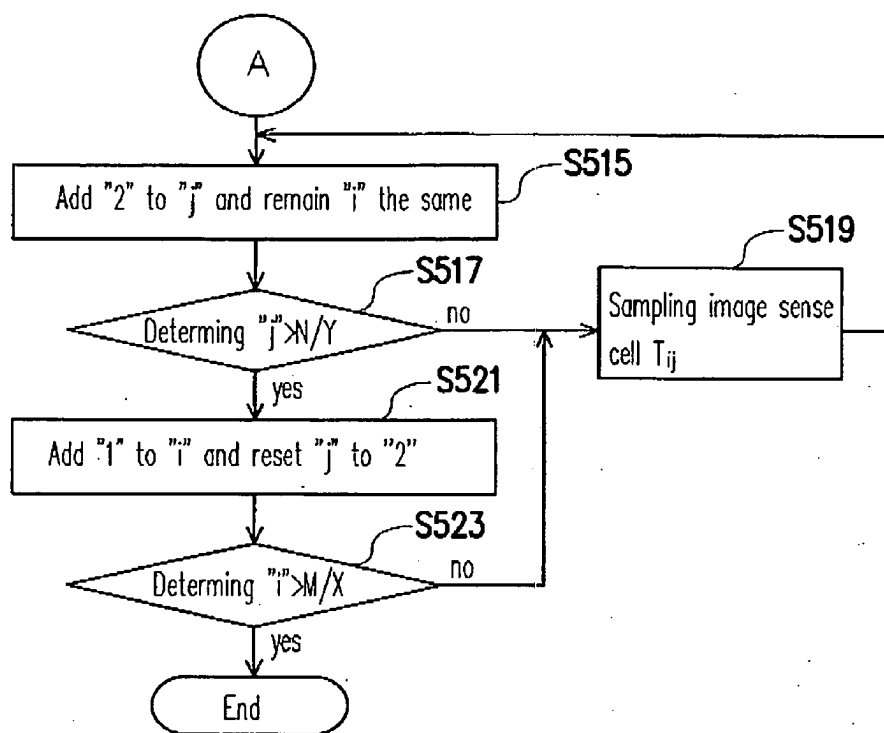 A
S515
Add "2" to "j" and remain "i" the same
S517
Determing "j">N/Y
no
yes
S519
Sampling image sense
cell Tij
S521
Add "1" to "i" and reset "j" to "2"
S523
Determing "i">M/X
no
yes
End